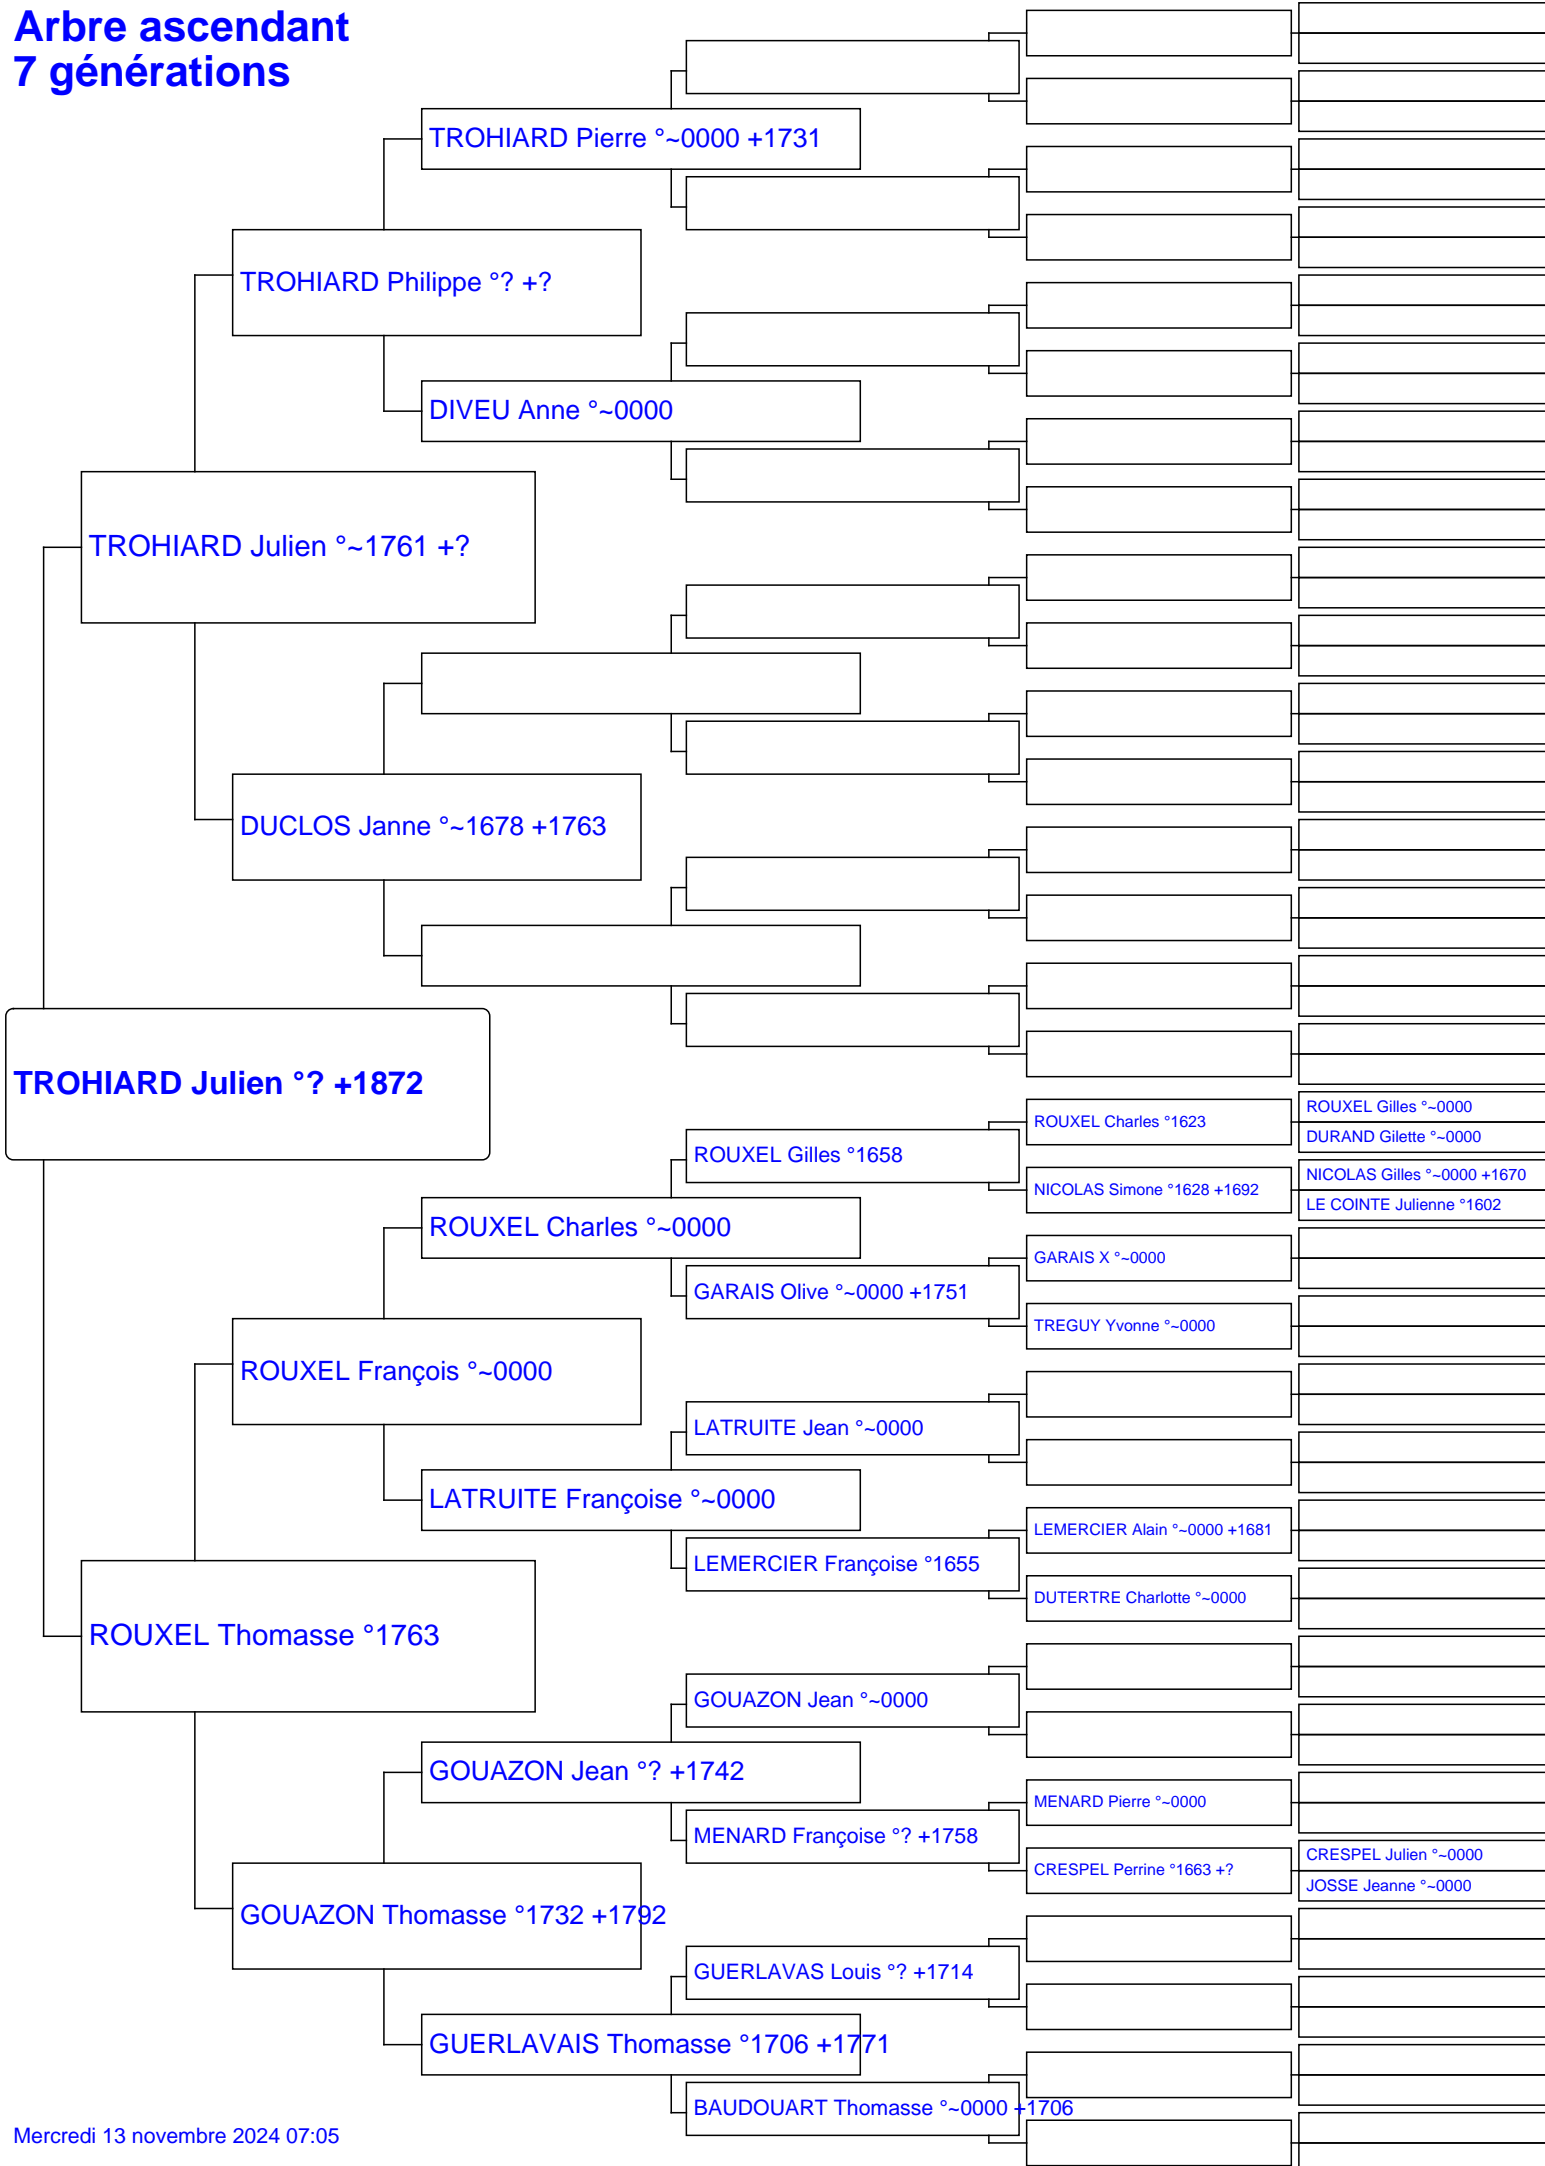 Arbre ascendant
7 générations
TROHIARD Pierre °~0000 +1731
TROHIARD Philippe °? +?
DIVEU Anne °~0000
TROHIARD Julien °~1761 +?
DUCLOS Janne °~1678 +1763
TROHIARD Julien °? +1872
ROUXEL Gilles °~0000
ROUXEL Charles °1623
DURAND Gilette °~0000
ROUXEL Gilles °1658
NICOLAS Gilles °~0000 +1670
NICOLAS Simone °1628 +1692
LE COINTE Julienne °1602
ROUXEL Charles °~0000
GARAIS X °~0000
GARAIS Olive °~0000 +1751
TREGUY Yvonne °~0000
ROUXEL François °~0000
LATRUITE Jean °~0000
LATRUITE Françoise °~0000
LEMERCIER Alain °~0000 +1681
LEMERCIER Françoise °1655
DUTERTRE Charlotte °~0000
ROUXEL Thomasse °1763
GOUAZON Jean °~0000
GOUAZON Jean °? +1742
MENARD Pierre °~0000
MENARD Françoise °? +1758
CRESPEL Julien °~0000
CRESPEL Perrine °1663 +?
JOSSE Jeanne °~0000
GOUAZON Thomasse °1732 +1792
GUERLAVAS Louis °? +1714
GUERLAVAIS Thomasse °1706 +1771
BAUDOUART Thomasse °~0000 +1706
Mercredi 13 novembre 2024 07:05